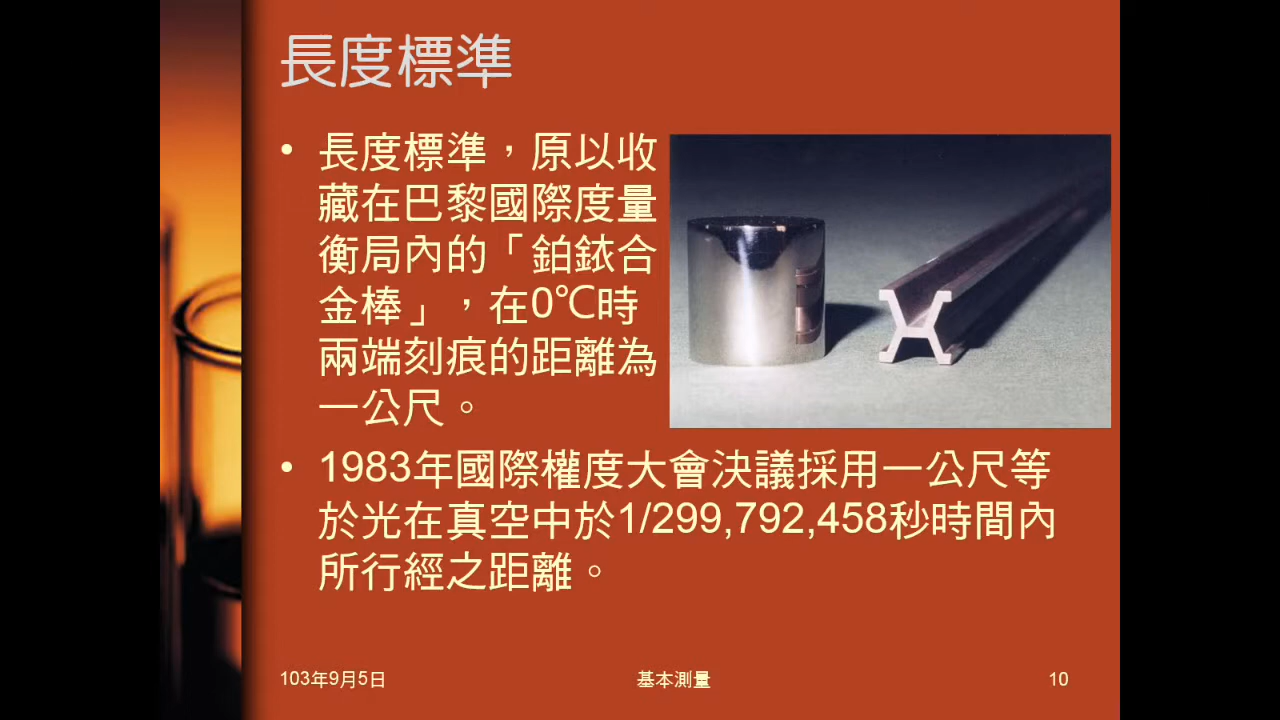 長度標準
• 長度標準，原以收
藏在巴黎國際度量
衡局內的「鉑銥合
金棒」，在0℃時
兩端刻痕的距離為
一公尺。
• 1983年國際權度大會決議採用一公尺等
於光在真空中於1/299,792,458秒時間內
所行經之距離。
103年9月5日
基本測量
10